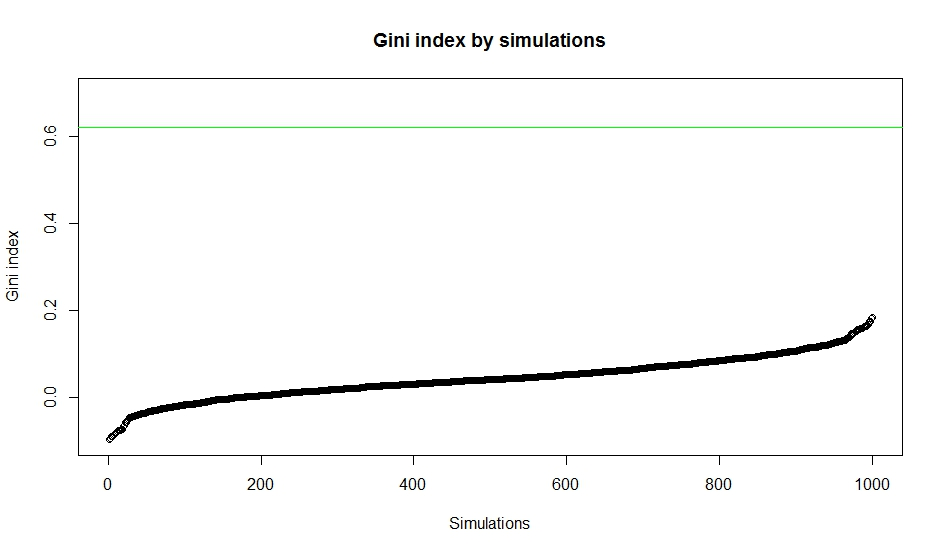 Gini index by simulations
Gini index
0.6
0.4
0.2
0.0
0 200 400 600 800 1000
Simulations